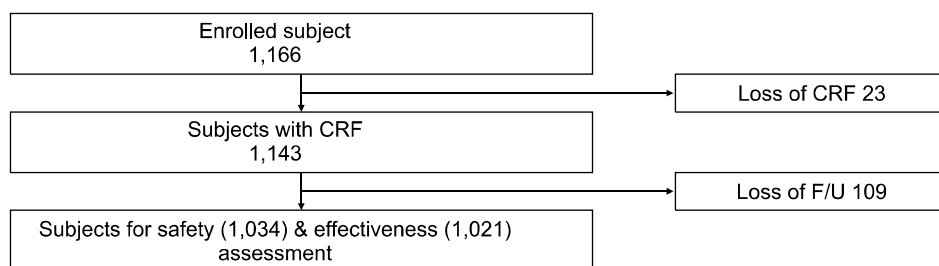 Enrolled subject
1,166
Loss of CRF 23
Subjects with CRF
1,143
Loss of F/U 109
Subjects for safety (1,034) & effectiveness (1,021)
assessment